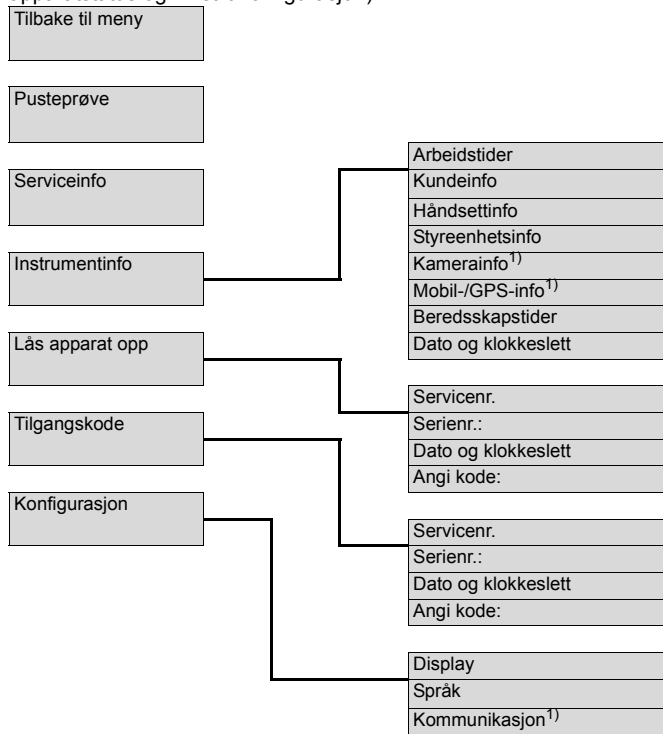 Tilbake til meny
Pusteprøve
Serviceinfo
Instrumentinfo
Lås apparat opp
Tilgangskode
Konfigurasjon
Arbeidstider
Kundeinfo
Håndsettinfo
Styreenhetsinfo
Kamerainfo1)
Mobil-/GPS-info1)
Beredsskapstider
Dato og klokkeslett
Servicenr.
Serienr.:
Dato og klokkeslett
Angi kode:
Servicenr.
Serienr.:
Dato og klokkeslett
Angi kode:
Display
Språk
Kommunikasjon1)